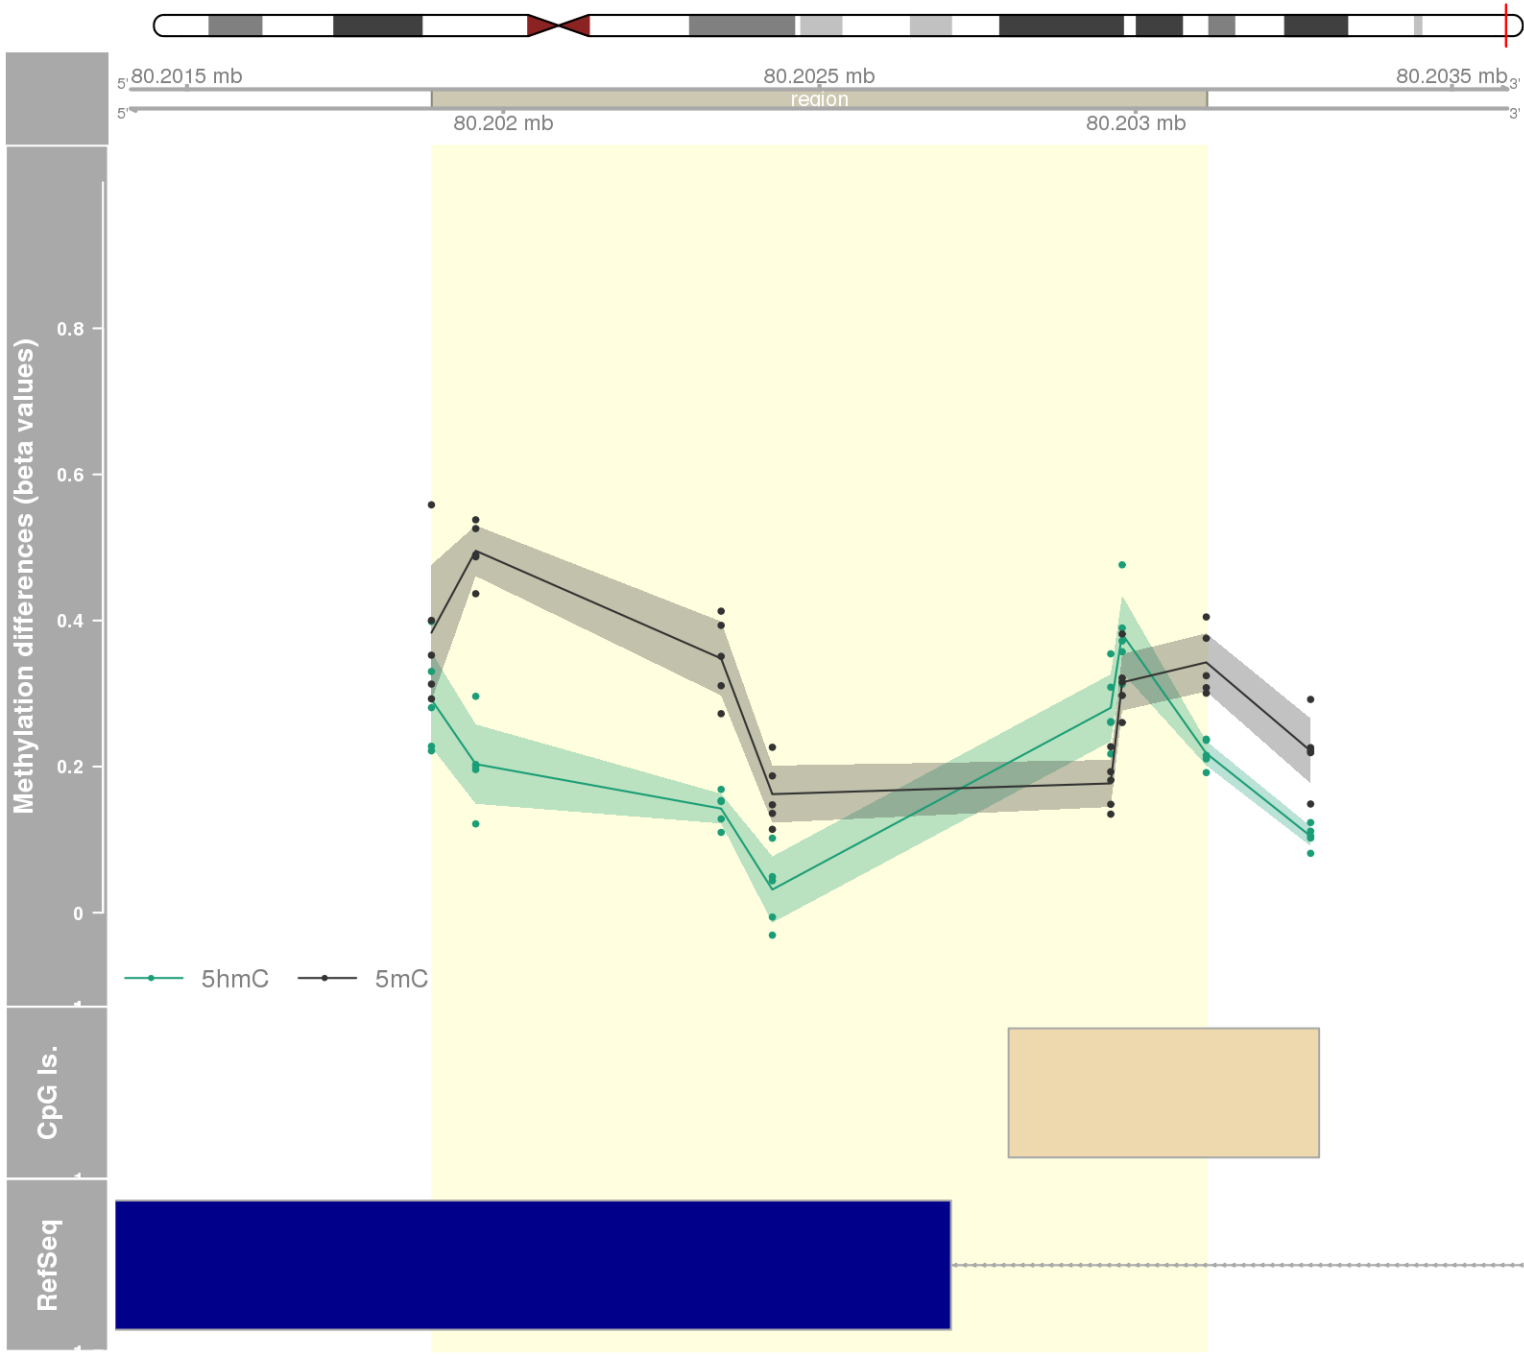 80.2015 mb 80.2025 mb 80.2035 mb
5' 3'
region
5' 3'
80.202 mb 80.203 mb
Methylation differences (beta values)
0.8
0.6
0.4
0.2
0
5hmC 5mC
CpG Is.
RefSeq